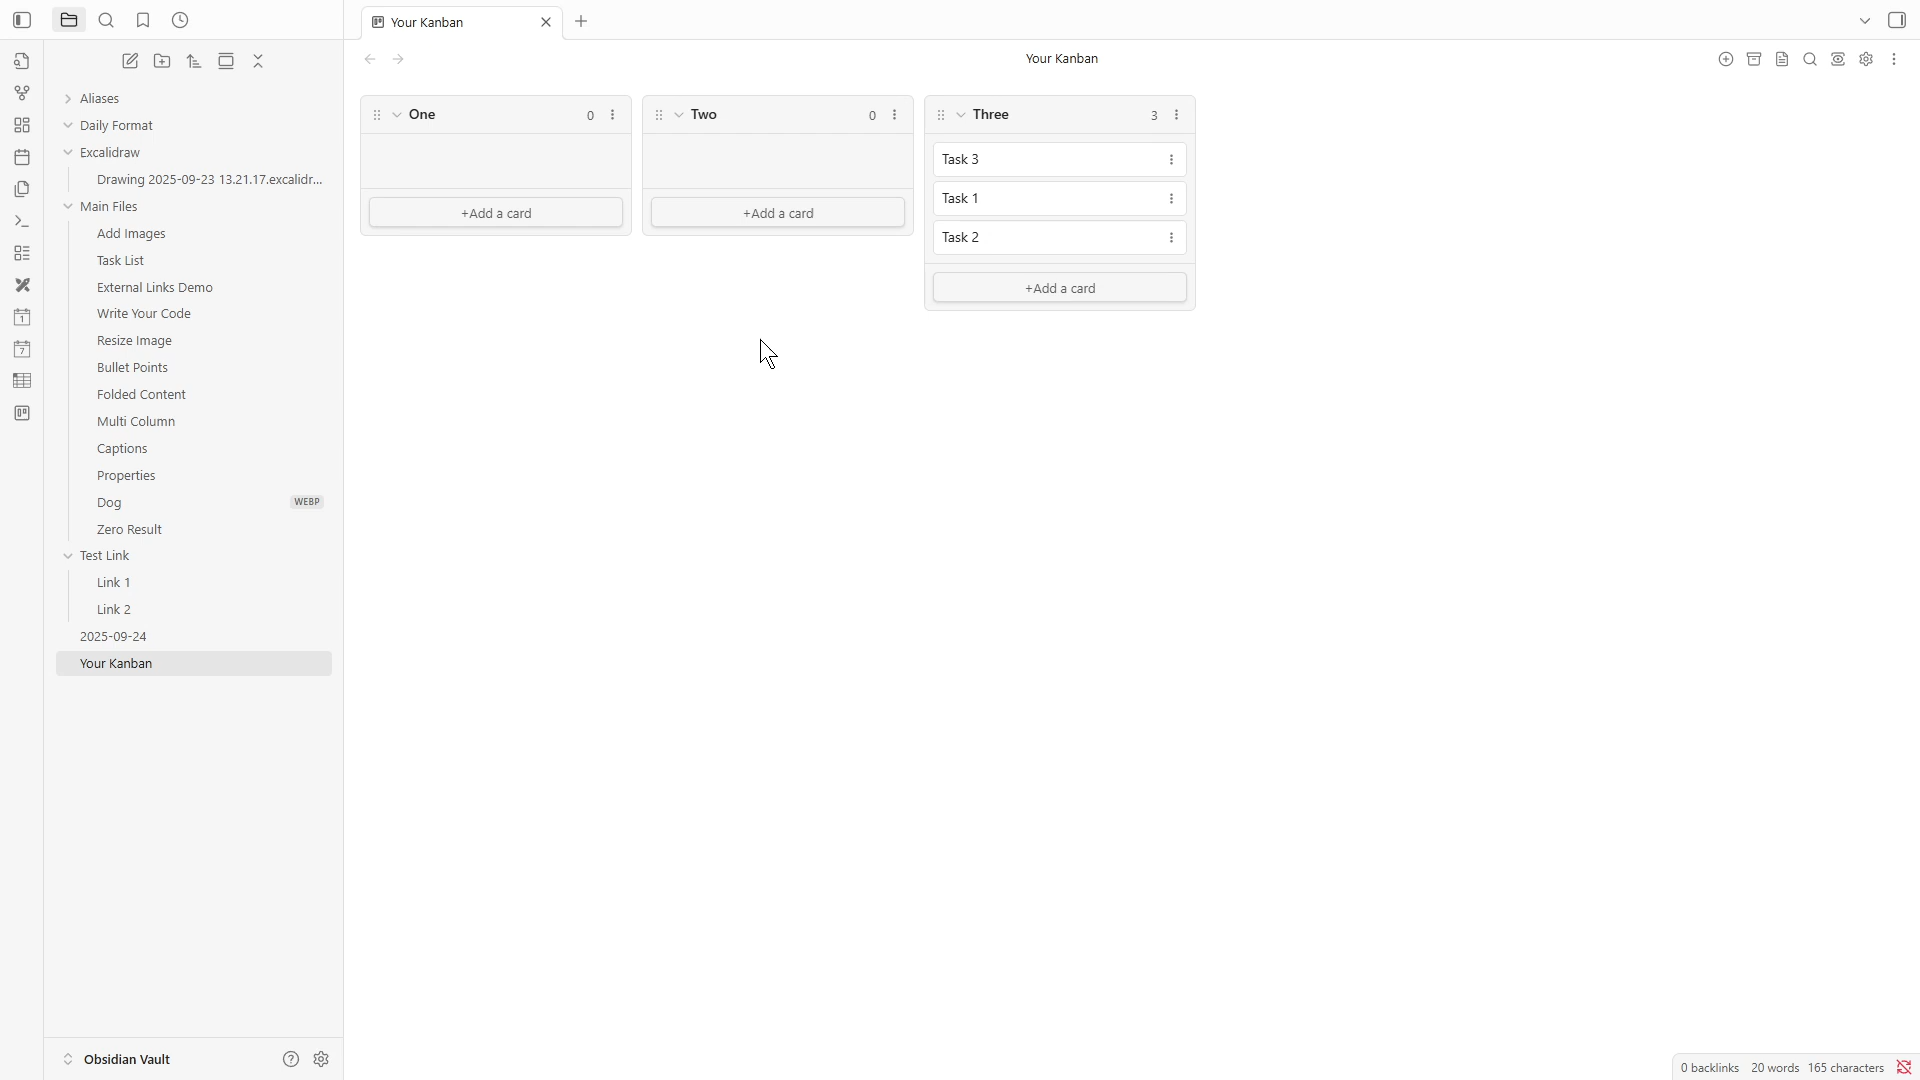 Your Kanban
Your Kanban
Aliases
Daily Format
Excalidraw
Drawing 2025-09-23 13.21.17.excalidr...
Main Files
Add Images
Task List
External Links Demo
Write Your Code
Resize Image
Bullet Points
Folded Content
Multi Column
Captions
Properties
Dog WEBP
Zero Result
Test Link
Link 1
Link 2
2025-09-24
Your Kanban
1
7
Obsidian Vault
One 0
+Add a card
Two 0
+Add a card
Three 3
Task 3
Task 1
Task 2
+Add a card
0 backlinks 20 words 165 characters